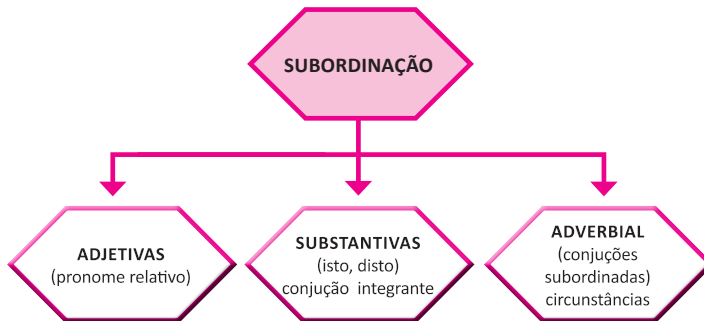 SUBORDINAÇÃO
ADJETIVAS
(pronome relativo)
SUBSTANTIVAS
(isto, disto)
conjução integrante
ADVERBIAL
(conjuções
subordinadas)
circunstâncias